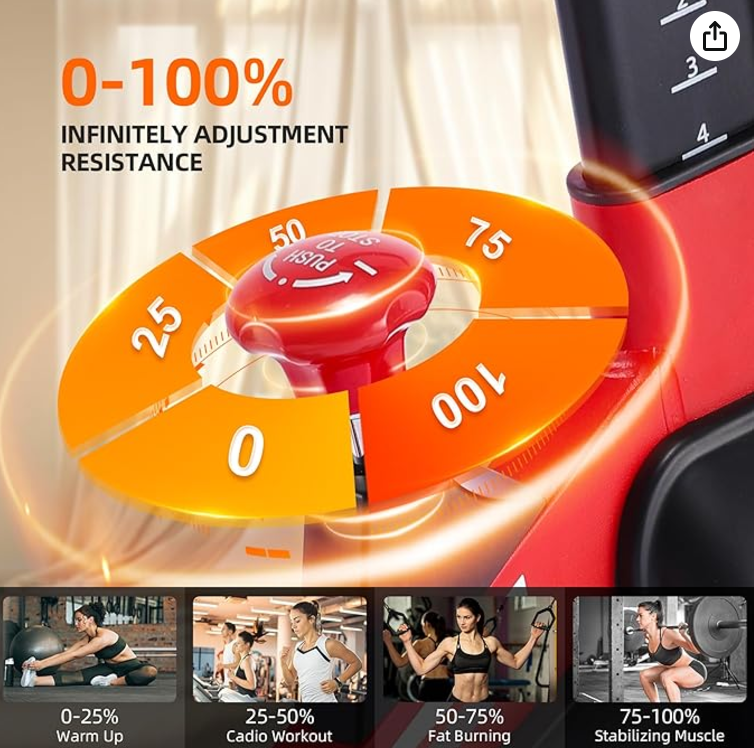 0-100%
INFINITELY ADJUSTMENT
RESISTANCE
2
3
4
50
75
PUSH
TO
STOP
25
100
0
0-25%
25-50%
50-75%
75-100%
Warm Up
Cadio Workout
Fat Burning
Stabilizing Muscle